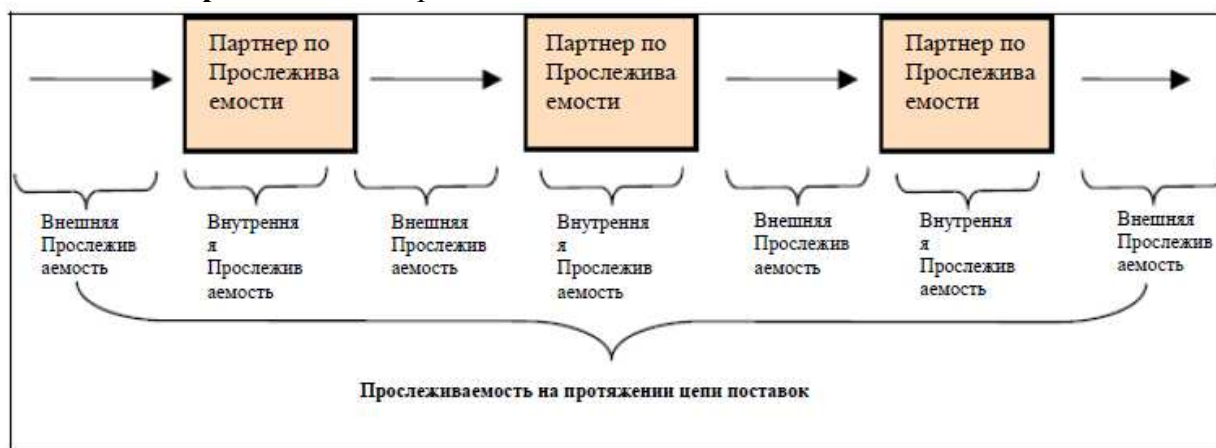 Партнер по
Прослежива
емости
Партнер по
Прослежива
емости
Партнер по
Прослежива
емости
Внешняя
Прослежив
аемость
Внутрення
я
Прослежив
аемость
Внешняя
Прослежив
аемость
Внутрення
я
Прослежив
аемость
Внешняя
Прослежив
аемость
Внутрення
я
Прослежив
аемость
Внешняя
Прослежив
аемость
Прослеживаемость на протяжении цепи поставок